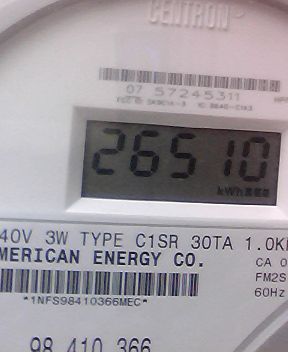 CENTRON
07 57245311
26510
kWh
40V 3W TYPE C1SR 30TA 1.0K
MERICAN ENERGY CO.
CA 0
FM2S
60Hz
*1NFS98410366MEC*
98 410 366